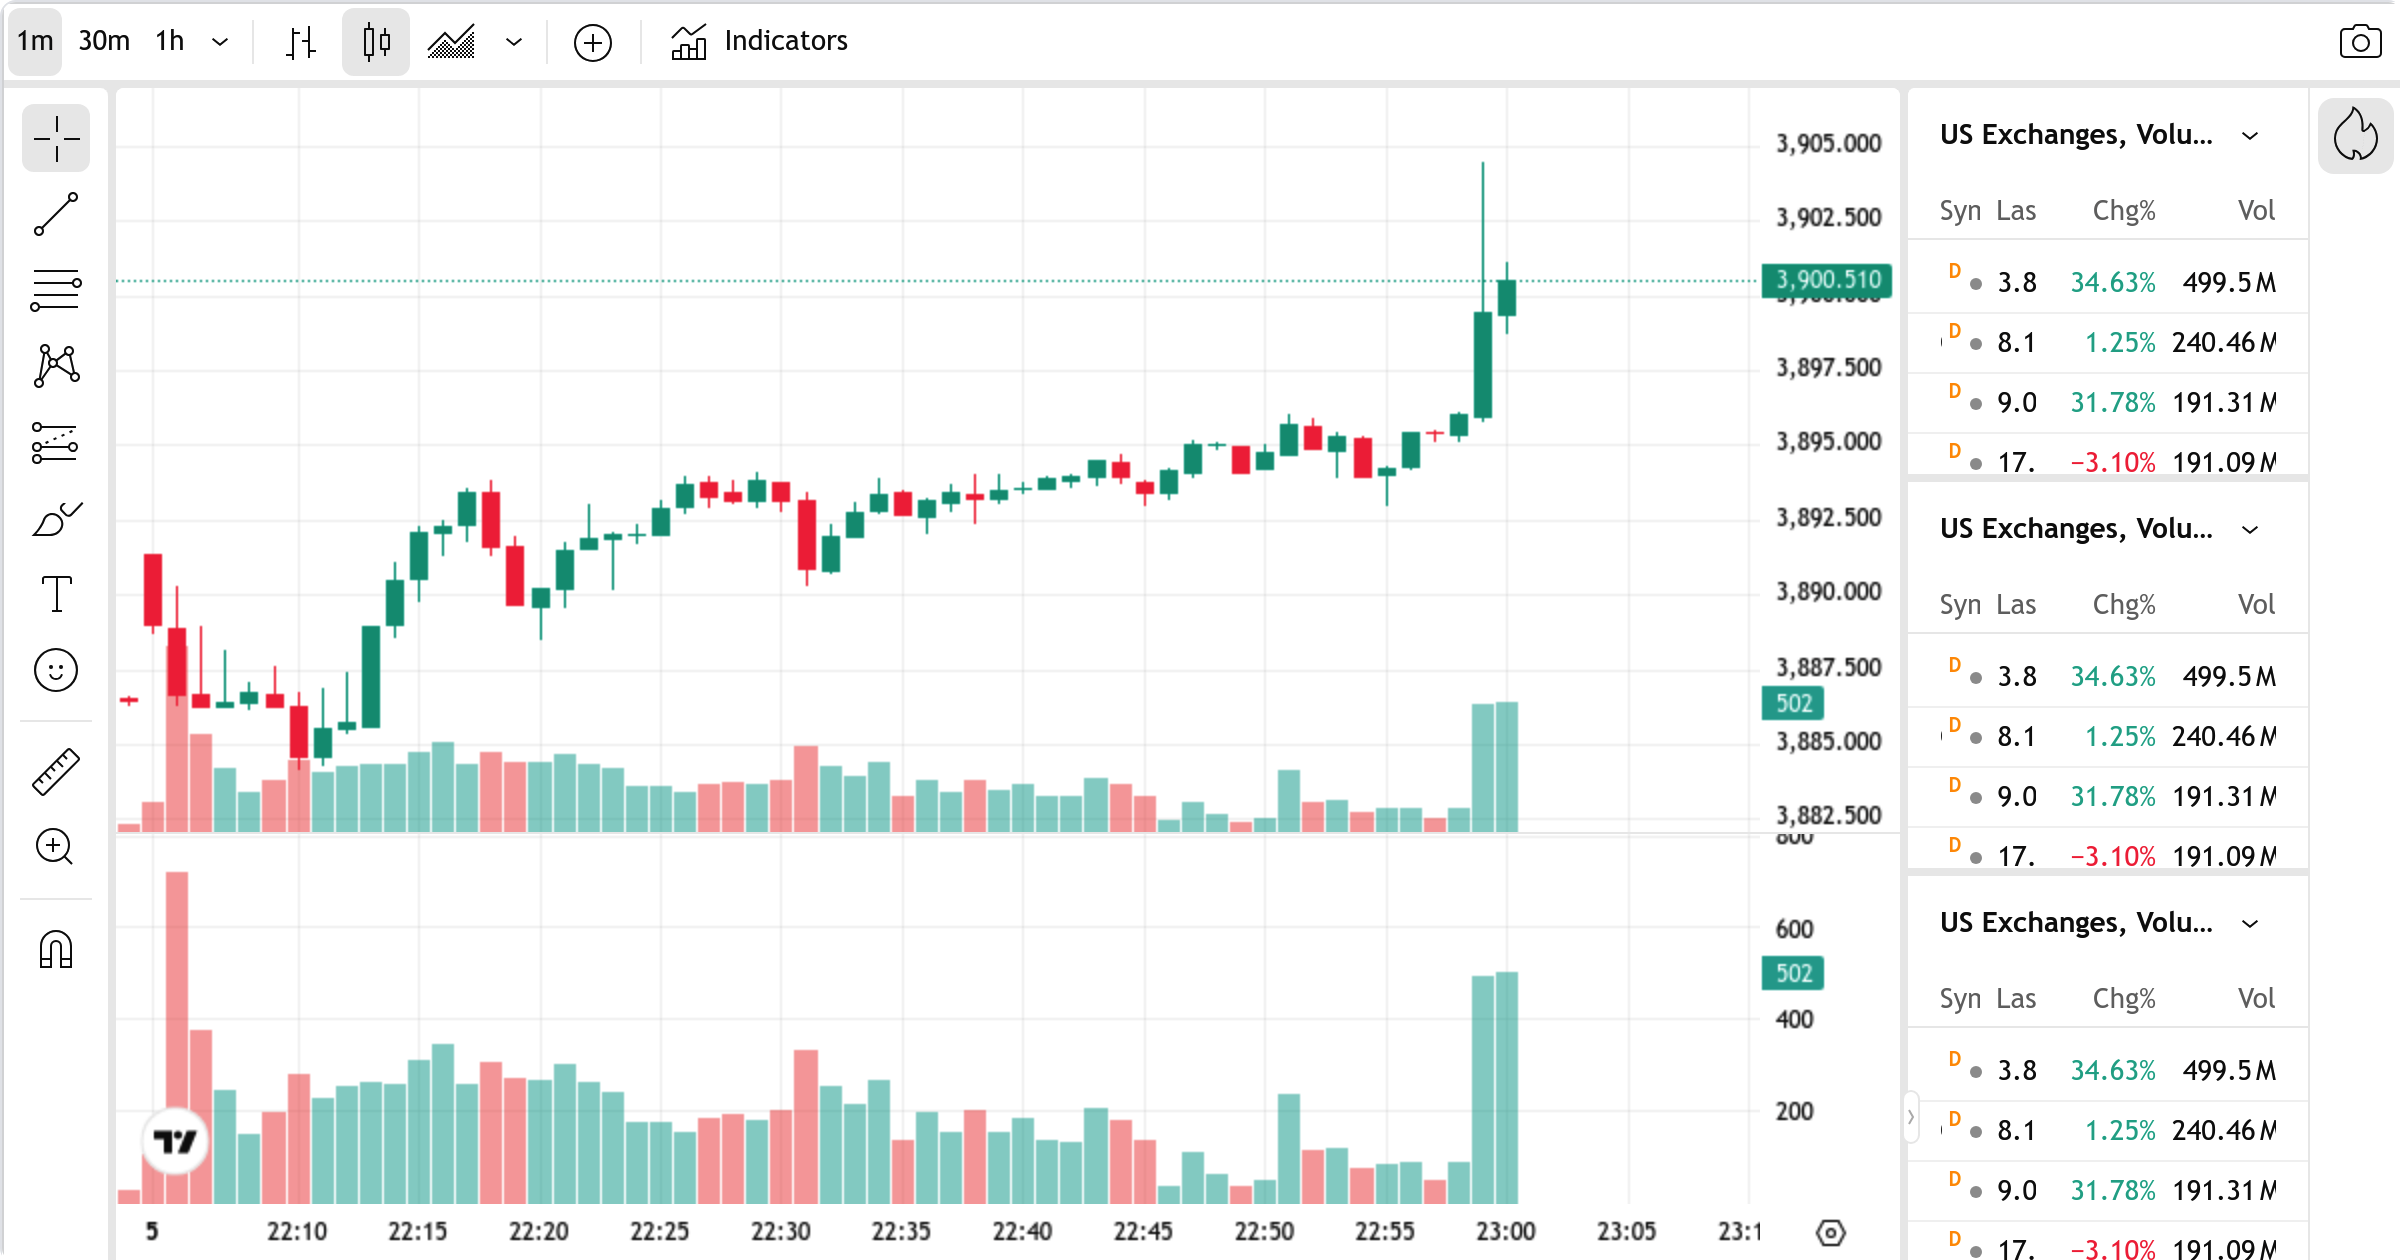 1m 30m 1h Indicators
3,905.000
3,902.500
3,900.510
3,897.500
3,895.000
3,892.500
3,890.000
3,887.500
502
3,885.000
3,882.500
800
600
502
400
200
5 22:10 22:15 22:20 22:25 22:30 22:35 22:40 22:45 22:50 22:55 23:00 23:05 23:1
US Exchanges, Volu...
Syn Las Chg% Vol
D 3.8 34.63% 499.5 M
D 8.1 1.25% 240.46 M
D 9.0 31.78% 191.31 M
D 17. −3.10% 191.09 M
US Exchanges, Volu...
Syn Las Chg% Vol
D 3.8 34.63% 499.5 M
D 8.1 1.25% 240.46 M
D 9.0 31.78% 191.31 M
D 17. −3.10% 191.09 M
US Exchanges, Volu...
Syn Las Chg% Vol
D 3.8 34.63% 499.5 M
D 8.1 1.25% 240.46 M
D 9.0 31.78% 191.31 M
D 17. −3.10% 191.09 M